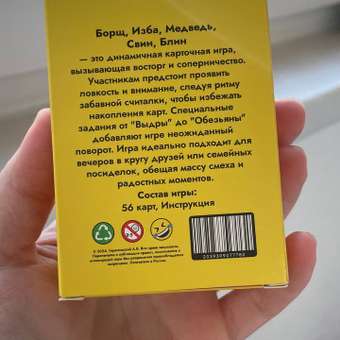 Борщ, Изба, Медведь,
Свин, Блин
— это динамичная карточная игра,
вызывающая восторг и соперничество.
Участникам предстоит проявить
ловкость и внимание, следуя ритму
забавной считалки, чтобы избежать
накопления карт. Специальные
задания от "Выдры" до "Обезьяны"
добавляют игре неожиданный
поворот. Игра идеально подходит для
вечеров в кругу друзей или семейных
посиделок, обещая массу смеха и
радостных моментов.
Состав игры:
56 карт, Инструкция